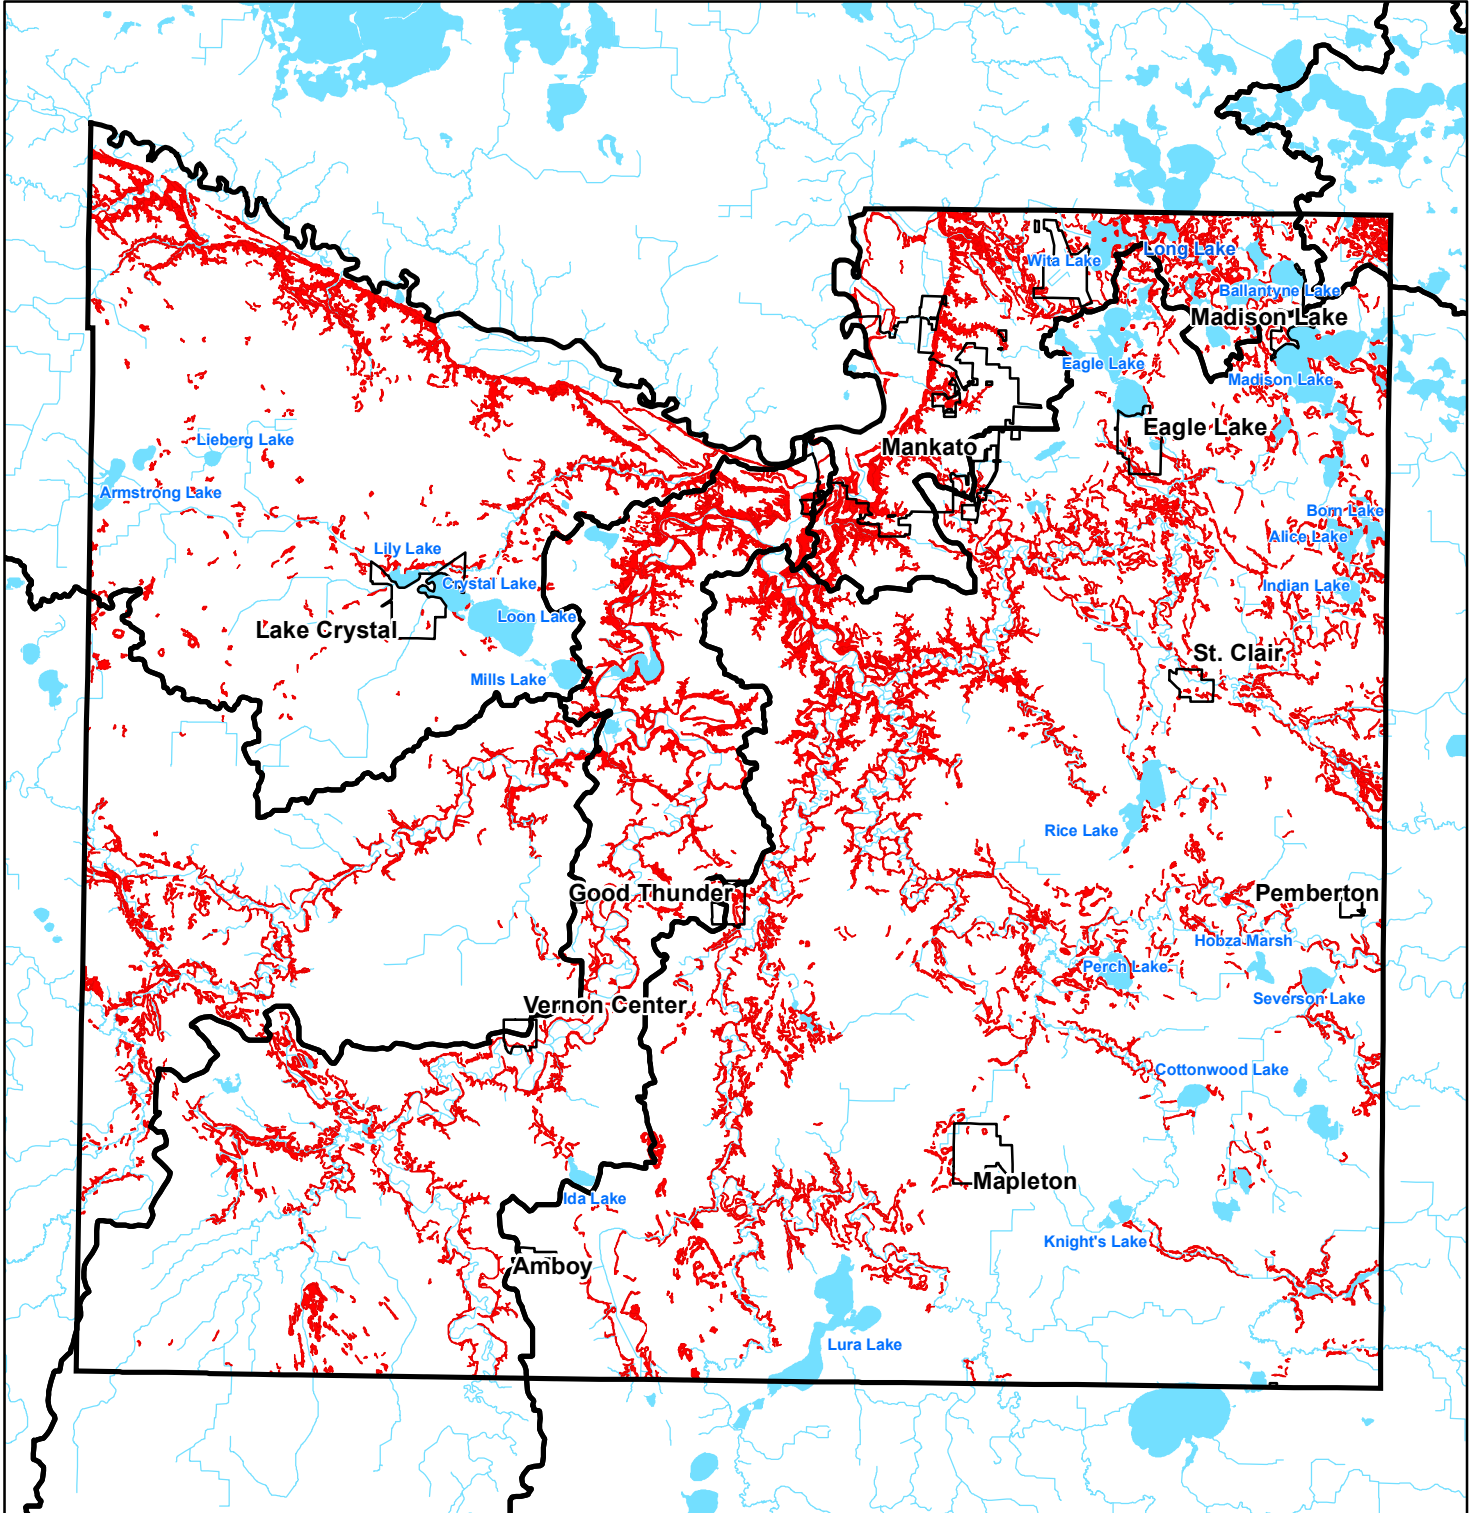 Long Lake
Wita Lake
Ballantyne Lake
Madison Lake
Eagle Lake
Madison Lake
Eagle Lake
Lieberg Lake
Mankato
Armstrong Lake
Born Lake
Alice Lake
Lily Lake
Crystal Lake
Indian Lake
Loon Lake
Lake Crystal
St. Clair
Mills Lake
Rice Lake
Good Thunder
Pemberton
Hobza Marsh
Perch Lake
Severson Lake
Vernon Center
Cottonwood Lake
Mapleton
Ida Lake
Knight's Lake
Amboy
Lura Lake